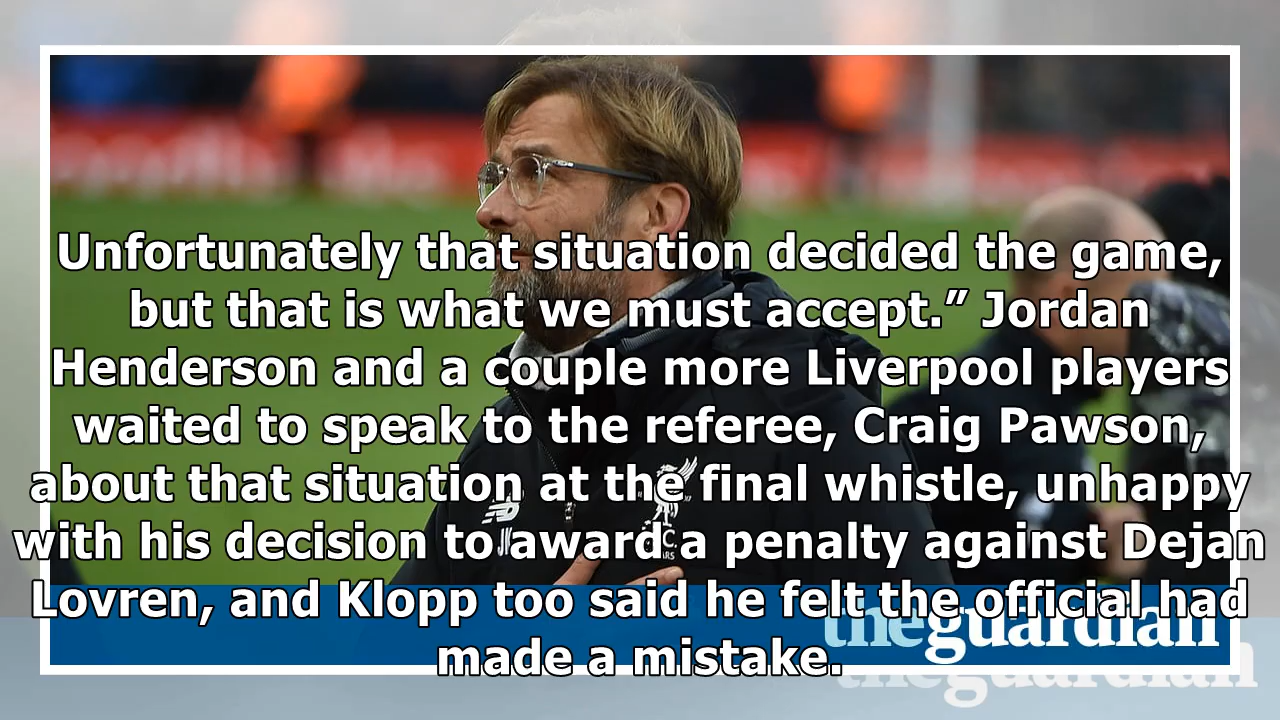 Unfortunately that situation decided the game,
but that is what we must accept.” Jordan
Henderson and a couple more Liverpool players
waited to speak to the referee, Craig Pawson,
about that situation at the final whistle, unhappy
with his decision to award a penalty against Dejan
Lovren, and Klopp too said he felt the official had
made a mistake.
theguardian
theguardian